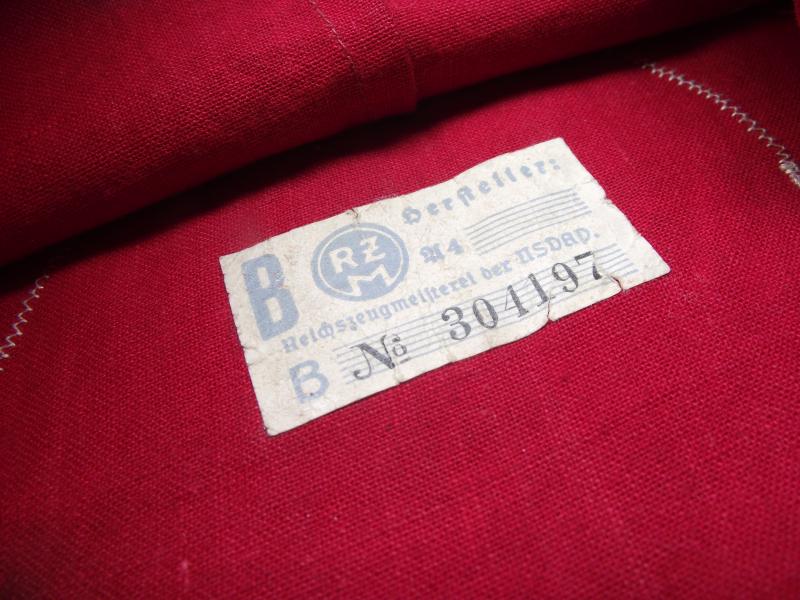 B
RZM
Hersteller:
A4
Reichszeugmeisterei der NSDAP.
B № 304197